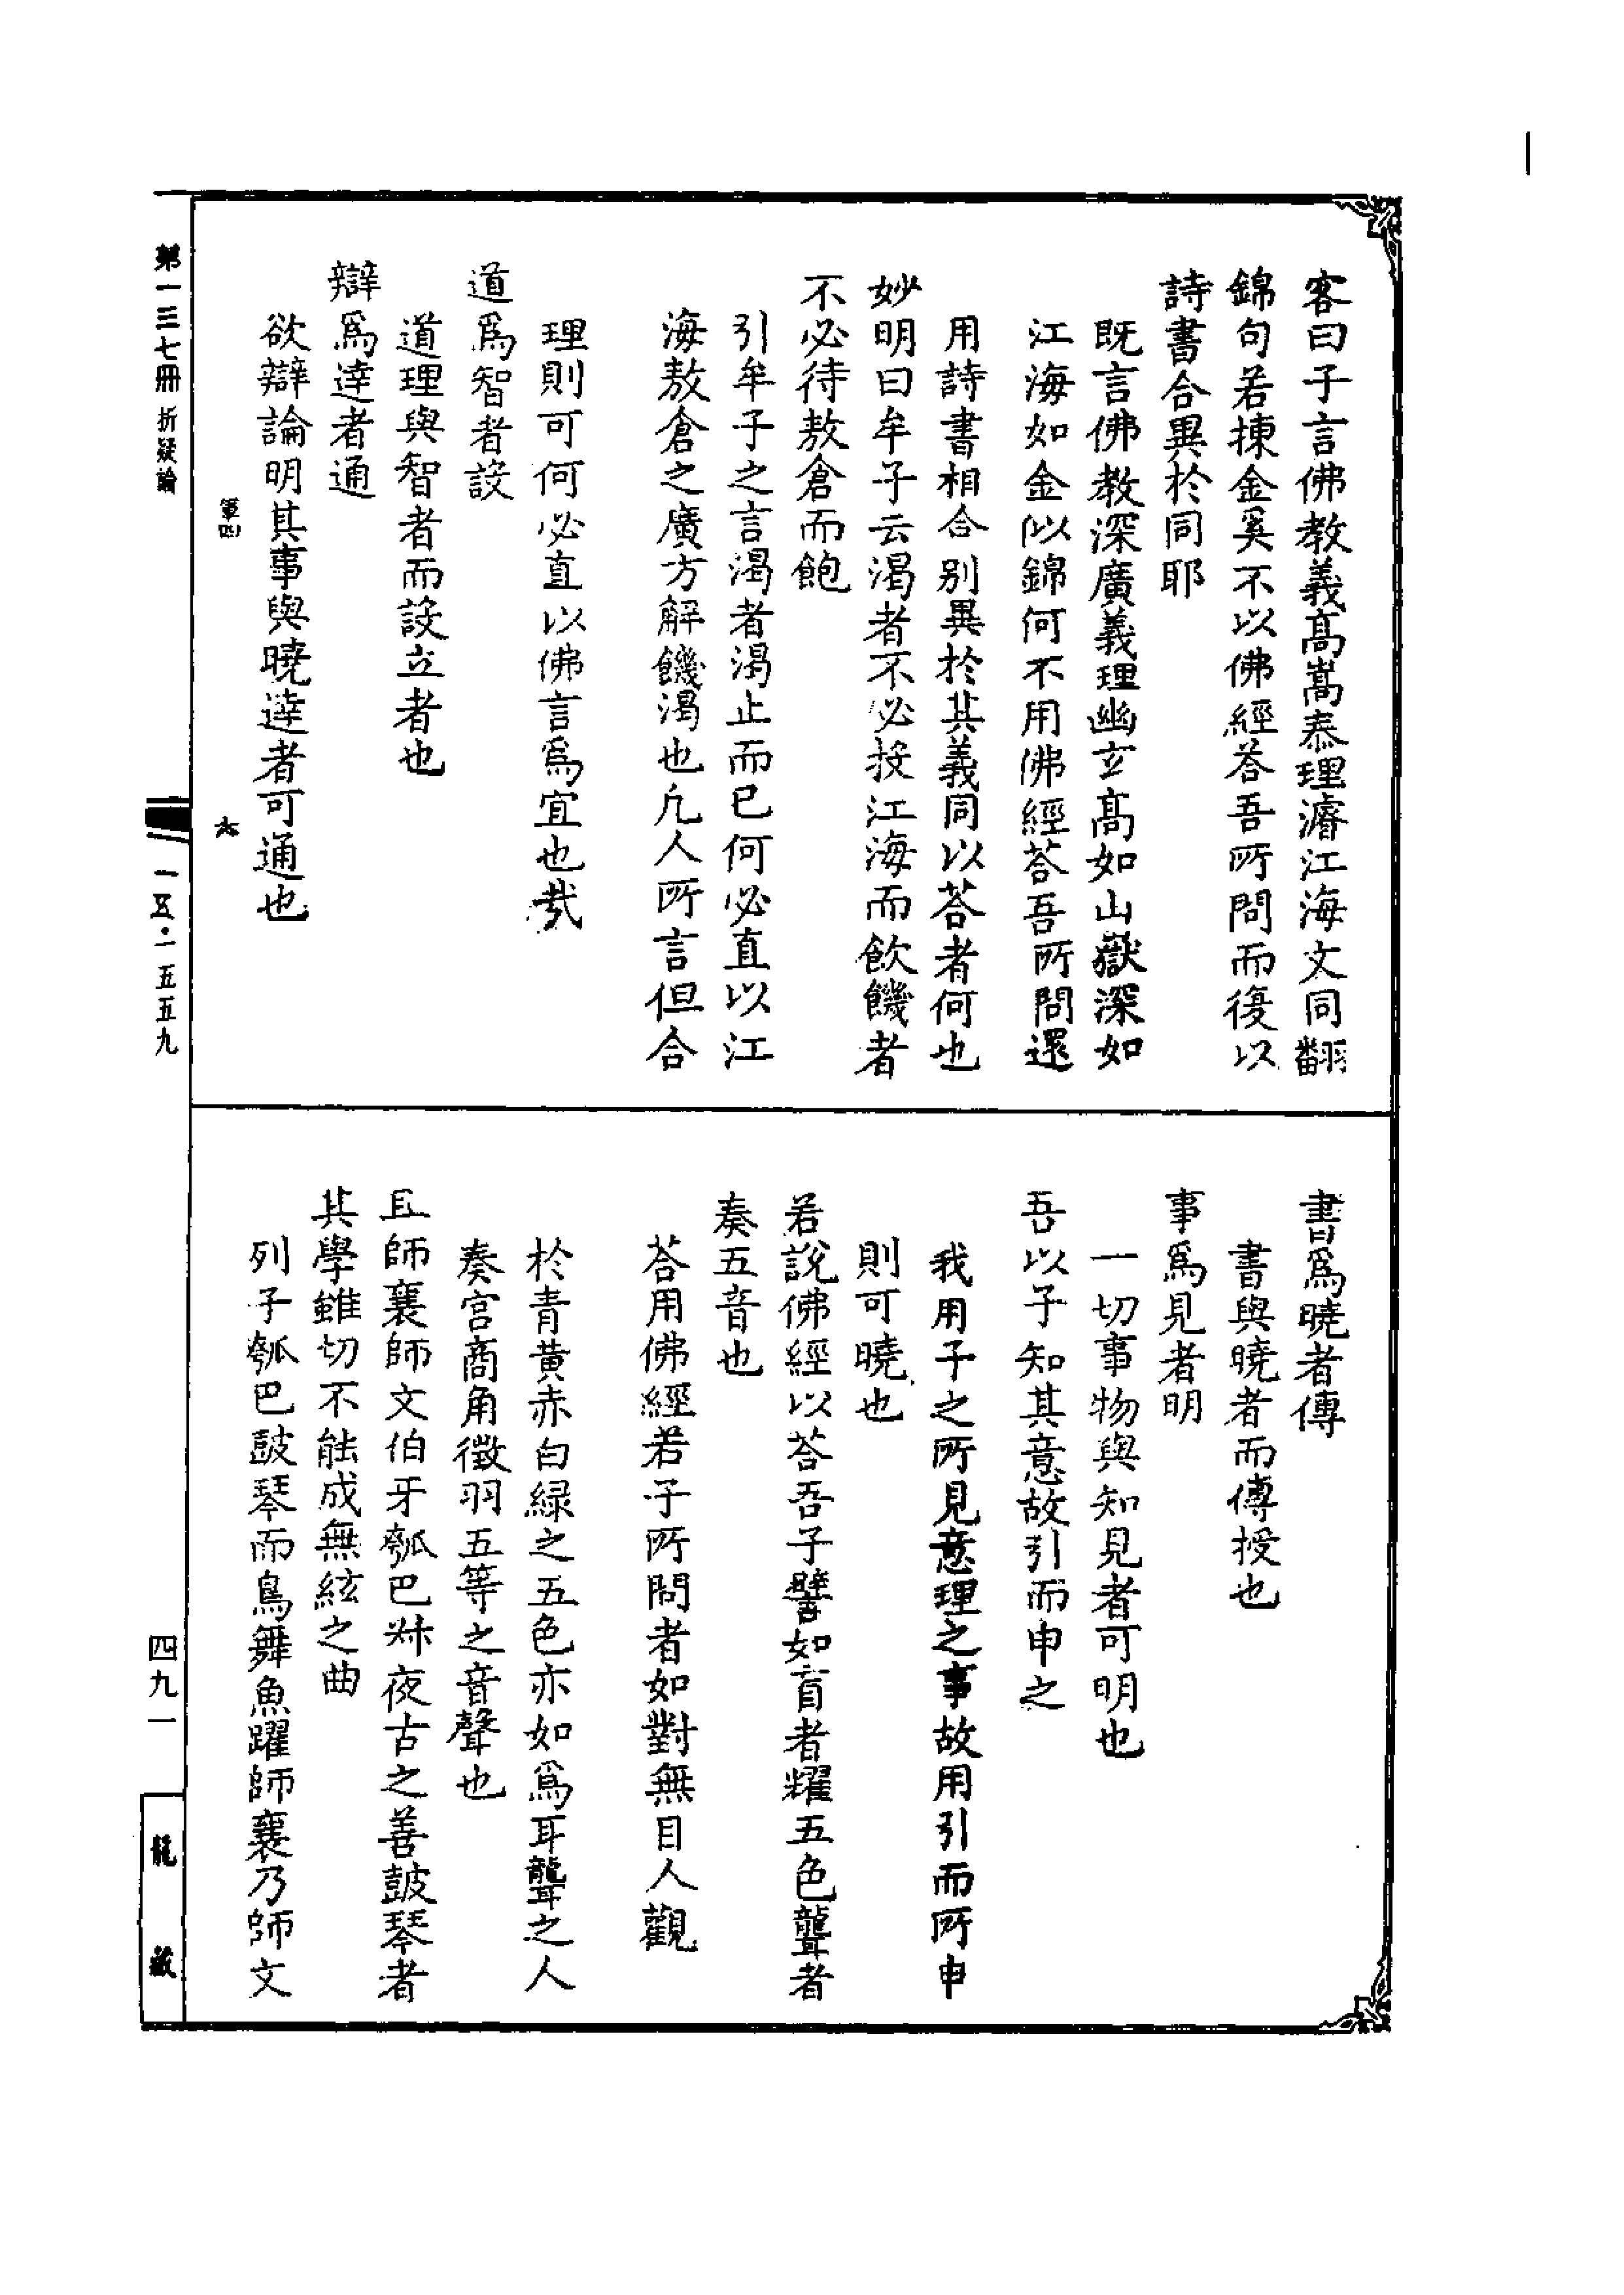 客曰子言佛教義高嵩泰理濬江海文同翻
錦句若揀金奚不以佛經荅吾所問而復以
詩書合異於同耶
既言佛教深廣義理幽玄高如山嶽深如
江海如金似錦何不用佛經荅吾所問還
用詩書相合別異於其義同以荅者何也
妙明曰牟子云渴者不必投江海而飲饑者
不必待敖倉而飽
引牟子之言渴者渴止而已何必直以江
海敖倉之廣方解饑渴也凡人所言但合
理則可何必直以佛言爲宜也哉
道爲智者設
道理與智者而設立者也
辯爲達者通
欲辯論明其事與曉達者可通也
軍四
六
書爲曉者傳
書與曉者而傳授也
事爲見者明
一切事物與知見者可明也
吾以子知其意故引而申之
我用子之所見意理之事故用引而所申
則可曉也
若說佛經以荅吾子譬如盲者耀五色聾者
奏五音也
荅用佛經若子所問者如對無目人觀
於青黃赤白綠之五色亦如爲耳聾之人
奏宮商角徵羽五等之音聲也
且師襄師文伯牙瓠巴牀夜古之善鼓琴者
其學雖切不能成無絃之曲
列子瓠巴鼓琴而鳥舞魚躍師襄乃師文
第一三七冊 折疑論
一五·一五五九
四九一
龍藏